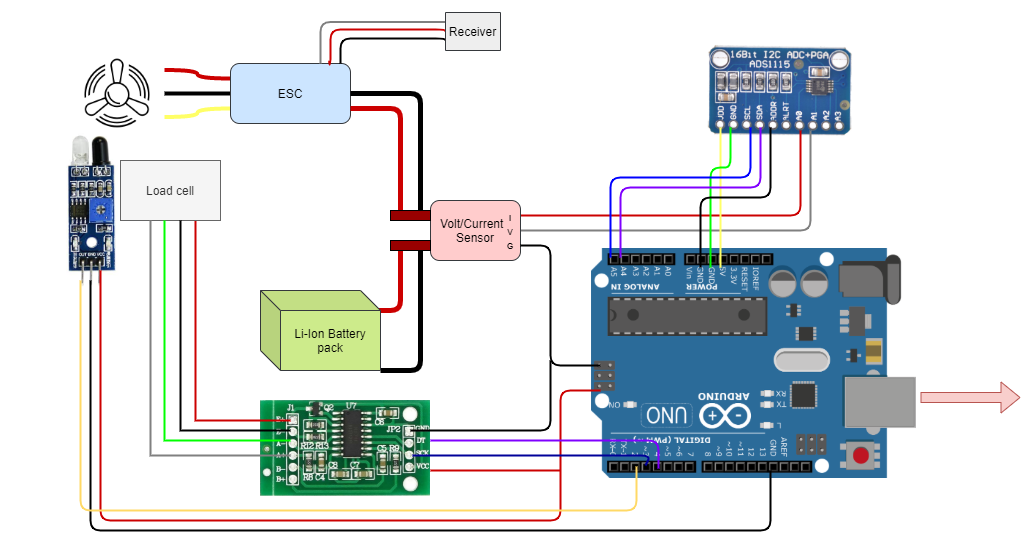 Receiver
ESC
16Bit I2C ADC+PGA
ADS1115
VDD
GND
SCL
SDA
ADDR
ALRT
A0
A1
A2
A3
Load cell
Volt/Current
Sensor
I
V
G
OUT GND VCC
Li-Ion Battery
pack
A5
A4
A3
A2
A1
A0
Vin
GND
GND
5V
3.3V
RESET
IOREF
ANALOG IN
POWER
ON
UNO
ARDUINO
RX
TX
L
DIGITAL (PWM ~)
~5
~6
7
8
~9
~10
~11
12
13
GND
AREF
J1
Q2
U7
C6
JP2
GND
DT
VCC
E+
A-
A+
B-
B+
R12
R13
C8
C7
C5
R9
R8
C4